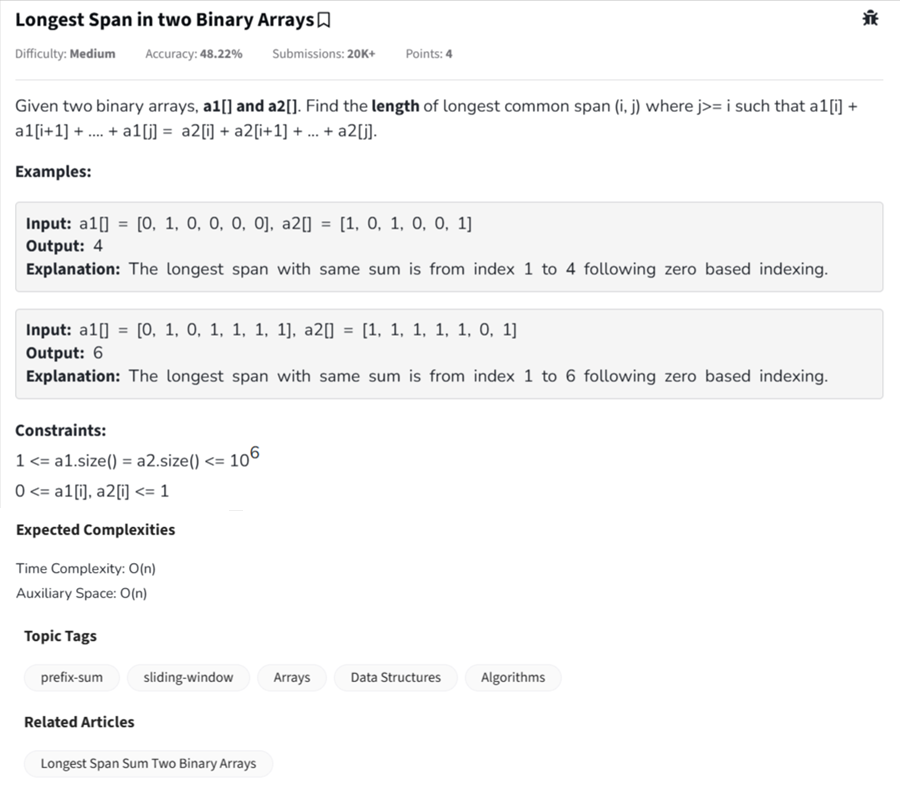 Longest Span in two Binary Arrays
Difficulty: Medium Accuracy: 48.22% Submissions: 20K+ Points: 4
Given two binary arrays, a1[] and a2[]. Find the length of longest common span (i, j) where j>= i such that a1[i] +
a1[i+1] + .... + a1[j] = a2[i] + a2[i+1] + ... + a2[j].
Examples:
Input: a1[] = [0, 1, 0, 0, 0, 0], a2[] = [1, 0, 1, 0, 0, 1]
Output: 4
Explanation: The longest span with same sum is from index 1 to 4 following zero based indexing.
Input: a1[] = [0, 1, 0, 1, 1, 1, 1], a2[] = [1, 1, 1, 1, 1, 0, 1]
Output: 6
Explanation: The longest span with same sum is from index 1 to 6 following zero based indexing.
Constraints:
1 <= a1.size() = a2.size() <= 10⁶
0 <= a1[i], a2[i] <= 1
Expected Complexities
Time Complexity: O(n)
Auxiliary Space: O(n)
Topic Tags
prefix-sum sliding-window Arrays Data Structures Algorithms
Related Articles
Longest Span Sum Two Binary Arrays